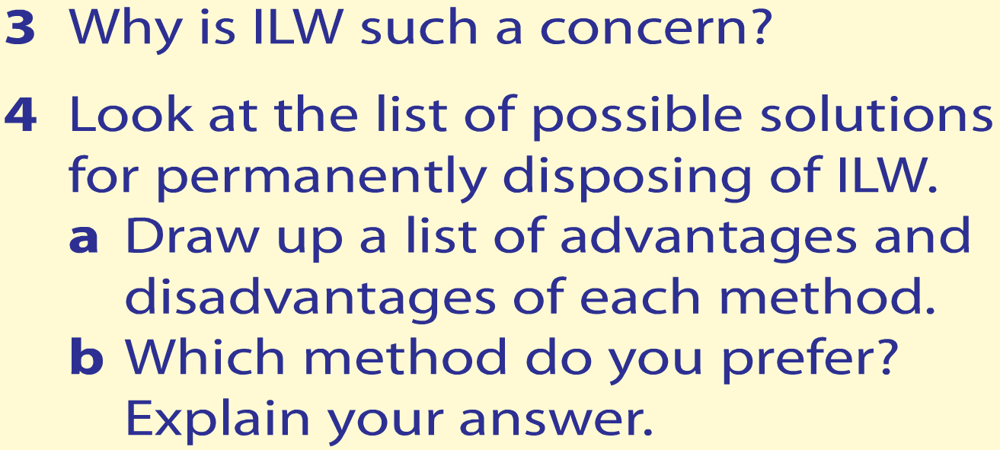 3 Why is ILW such a concern?
4 Look at the list of possible solutions
for permanently disposing of ILW.
a Draw up a list of advantages and
disadvantages of each method.
b Which method do you prefer?
Explain your answer.